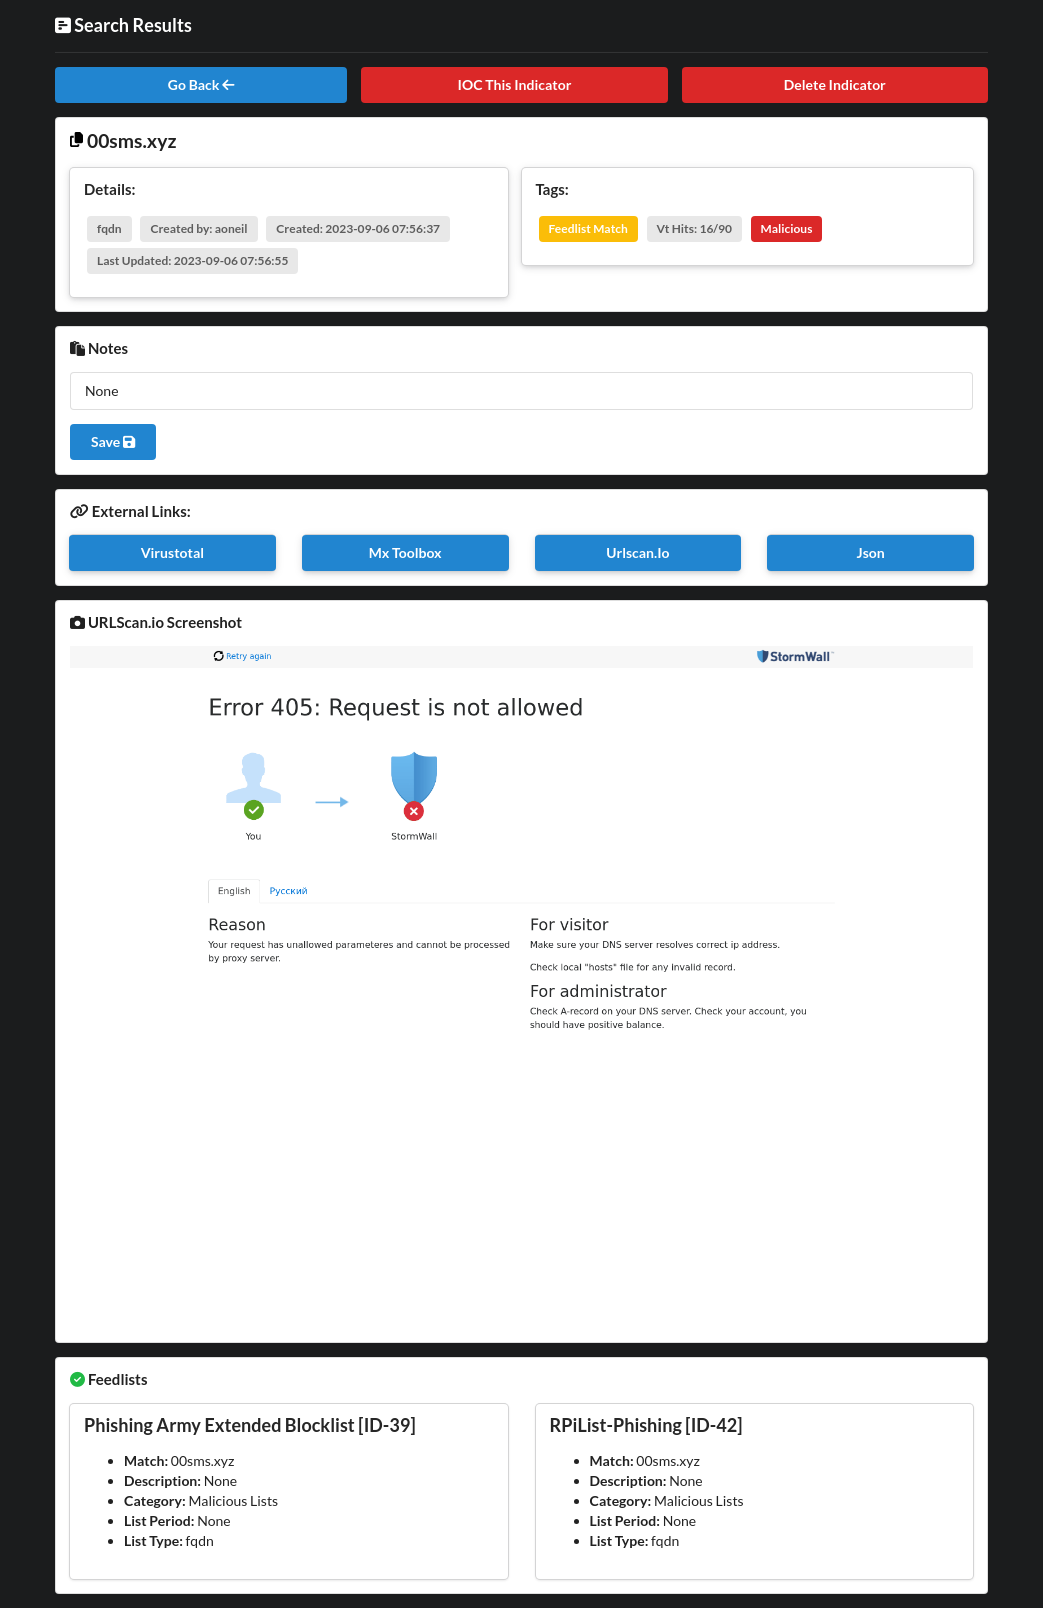 Search Results
Go Back
IOC This Indicator
Delete Indicator
00sms.xyz
Details:
fqdn
Created by: aoneil
Created: 2023-09-06 07:56:37
Last Updated: 2023-09-06 07:56:55
Tags:
Feedlist Match
Vt Hits: 16/90
Malicious
Notes
None
Save
External Links:
Virustotal
Mx Toolbox
Urlscan.Io
Json
URLScan.io Screenshot
Retry again
StormWall
Error 405: Request is not allowed
You
StormWall
English
Русский
Reason
Your request has unallowed parameteres and cannot be processed
by proxy server.
For visitor
Make sure your DNS server resolves correct ip address.
Check local "hosts" file for any invalid record.
For administrator
Check A-record on your DNS server. Check your account, you
should have positive balance.
Feedlists
Phishing Army Extended Blocklist [ID-39]
Match: 00sms.xyz
Description: None
Category: Malicious Lists
List Period: None
List Type: fqdn
RPiList-Phishing [ID-42]
Match: 00sms.xyz
Description: None
Category: Malicious Lists
List Period: None
List Type: fqdn